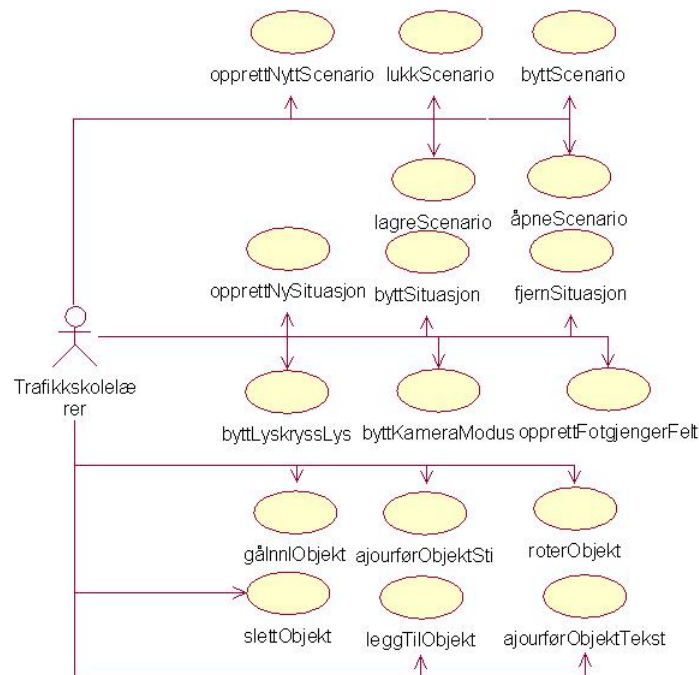 opprettNyttScenario lukkScenario byttScenario
lagreScenario åpneScenario
opprettNySituasjon byttSituasjon fjernSituasjon
Trafikkskolelæ
rer
byttLyskryssLys byttKameraModus opprettFotgjengerFelt
gåInnIObjekt ajourførObjektSti roterObjekt
slettObjekt leggTilObjekt ajourførObjektTekst